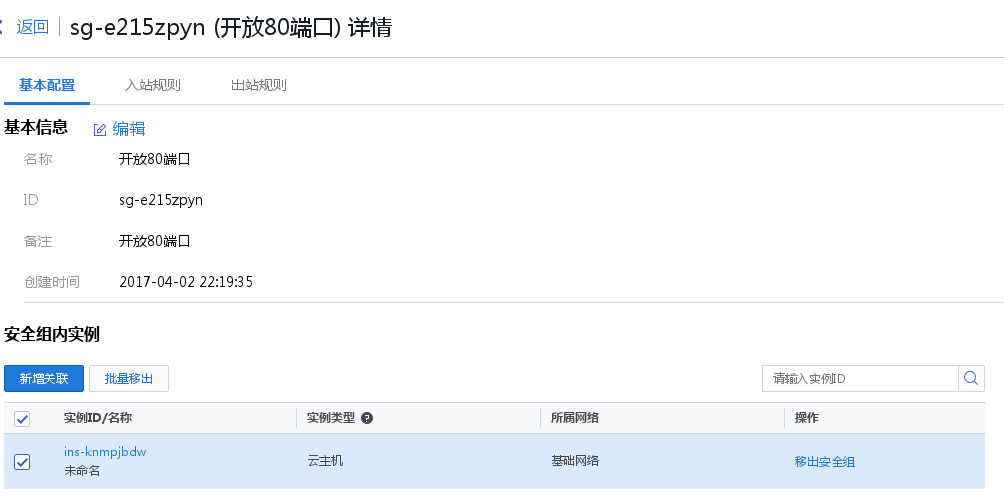 返回 sg-e215zpyn (开放80端口) 详情
基本配置 入站规则 出站规则
基本信息 编辑
名称 开放80端口
ID sg-e215zpyn
备注 开放80端口
创建时间 2017-04-02 22:19:35
安全组内实例
新增关联 批量移出 请输入实例ID
实例ID/名称 实例类型 ? 所属网络 操作
ins-knmpjbdw
未命名 云主机 基础网络 移出安全组